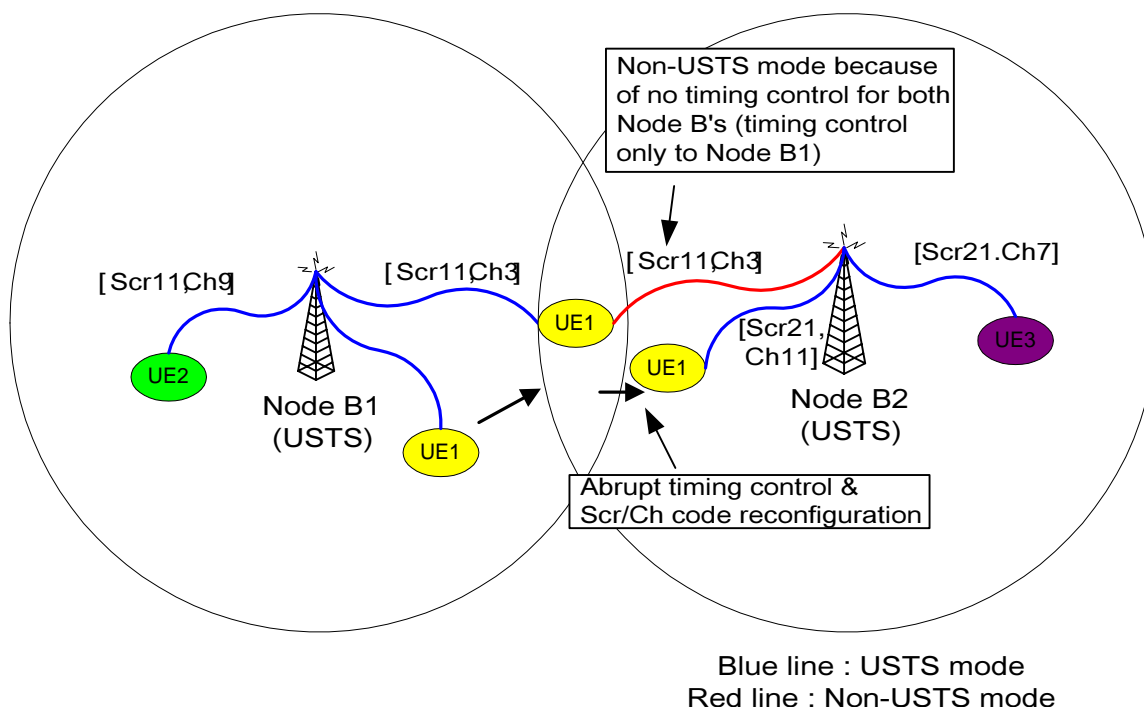 Non-USTS mode because
of no timing control for both
Node B's (timing control
only to Node B1)
[Scr11,Ch9]
[Scr11,Ch3]
[Scr11,Ch3]
[Scr21.Ch7]
UE1
[Scr21,
Ch11]
UE2
UE1
UE3
Node B1
(USTS)
Node B2
(USTS)
UE1
Abrupt timing control &
Scr/Ch code reconfiguration
Blue line : USTS mode
Red line : Non-USTS mode